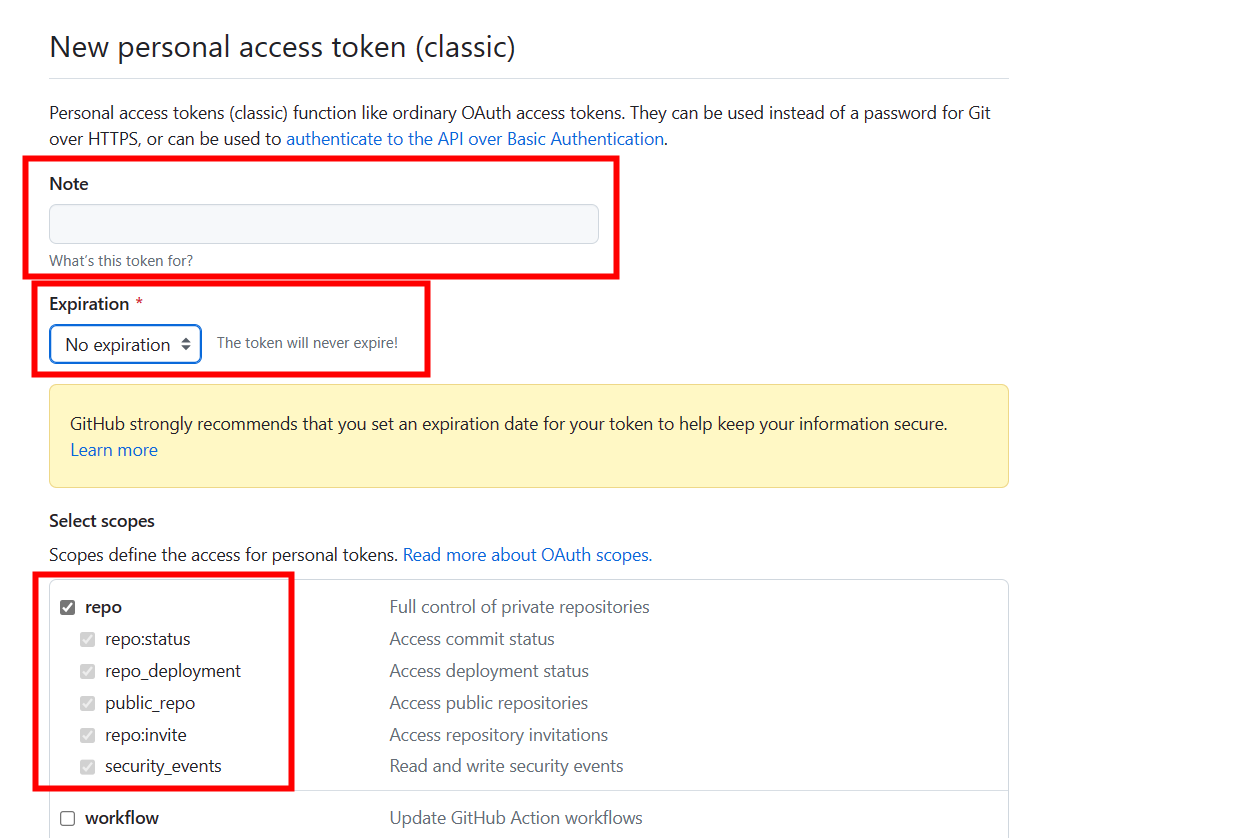 New personal access token (classic)
Personal access tokens (classic) function like ordinary OAuth access tokens. They can be used instead of a password for Git
over HTTPS, or can be used to authenticate to the API over Basic Authentication.
Note
What's this token for?
Expiration *
No expiration The token will never expire!
GitHub strongly recommends that you set an expiration date for your token to help keep your information secure.
Learn more
Select scopes
Scopes define the access for personal tokens. Read more about OAuth scopes.
repo Full control of private repositories
repo:status Access commit status
repo_deployment Access deployment status
public_repo Access public repositories
repo:invite Access repository invitations
security_events Read and write security events
workflow Update GitHub Action workflows